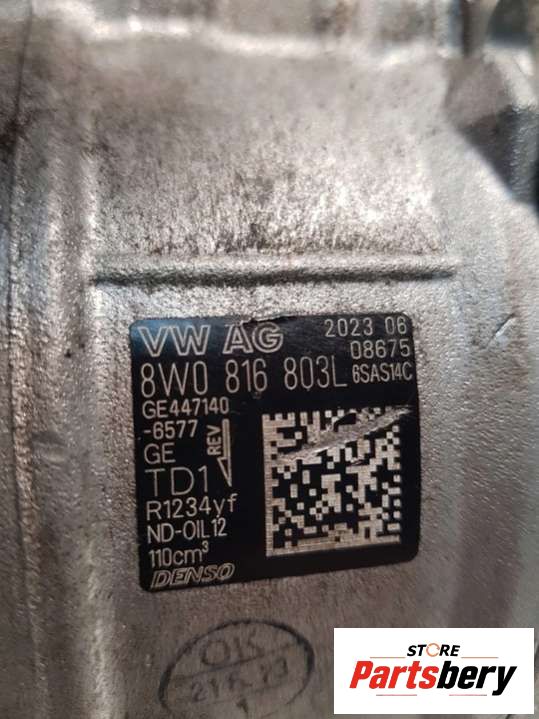 VW AG 2023 06
08675
8W0 816 803L 6SAS14C
GE447140
-6577
GE REV
TD1
R1234yf
ND-OIL12
110cm³
DENSO
OK
STORE
Partsbery